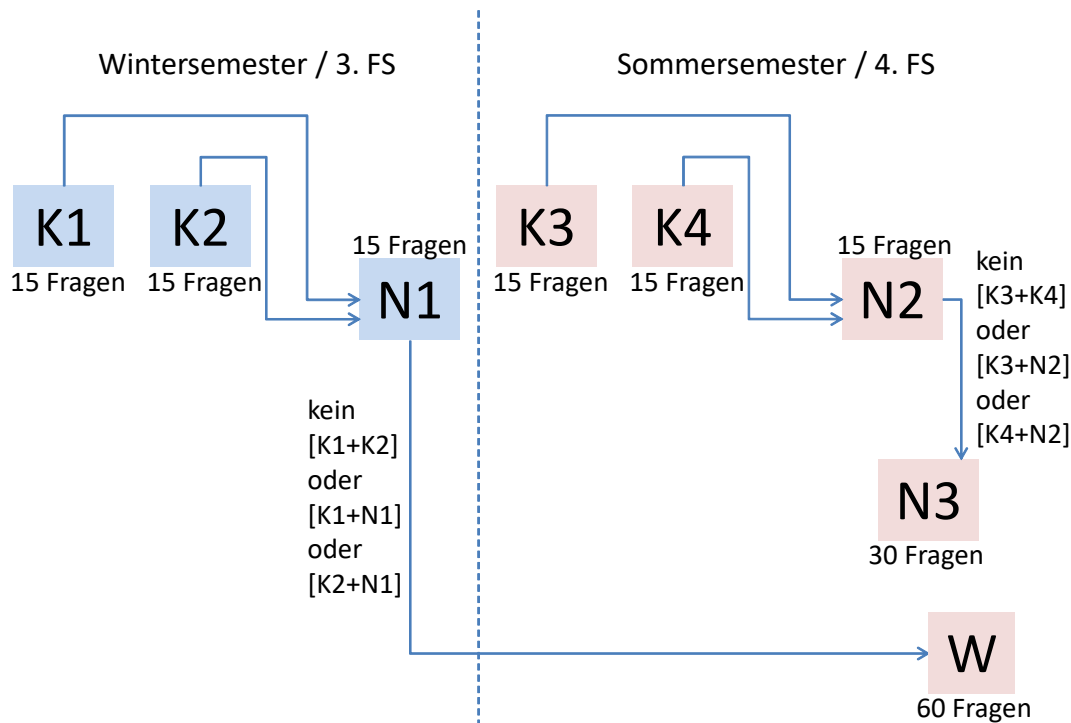 Wintersemester / 3. FS
K1
15 Fragen
K2
15 Fragen
15 Fragen
N1
kein
[K1+K2]
oder
[K1+N1]
oder
[K2+N1]
Sommersemester / 4. FS
K3
15 Fragen
K4
15 Fragen
15 Fragen
N2
kein
[K3+K4]
oder
[K3+N2]
oder
[K4+N2]
N3
30 Fragen
W
60 Fragen